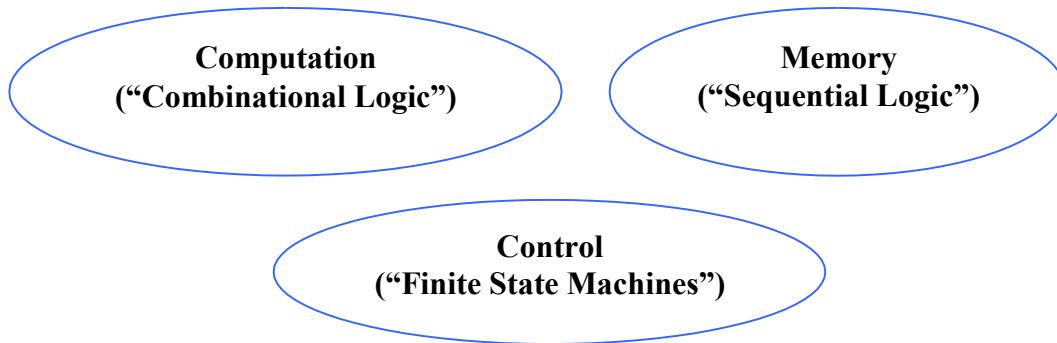 Computation
(“Combinational Logic”)
Memory
(“Sequential Logic”)
Control
(“Finite State Machines”)